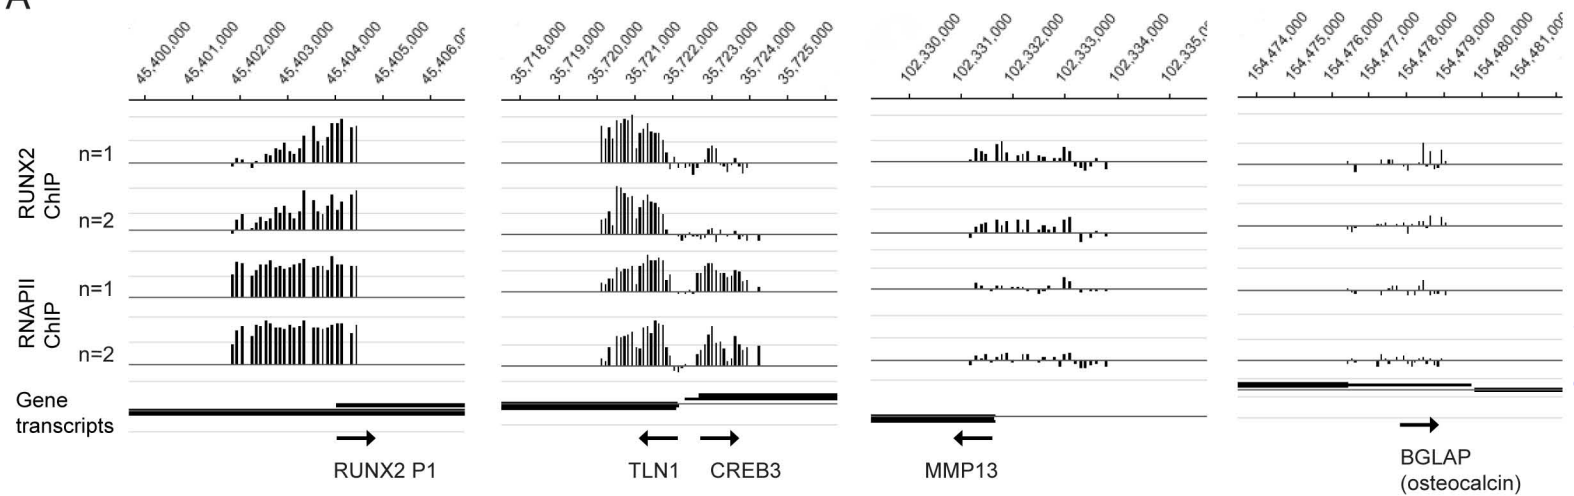 A
45,400,000 45,401,000 45,402,000 45,403,000 45,404,000 45,405,000
35,718,000 35,719,000 35,720,000 35,721,000 35,722,000 35,723,000 35,724,000 35,725,000
102,330,000 102,331,000 102,332,000 102,333,000 102,334,000
154,474,000 154,475,000 154,476,000 154,477,000 154,478,000 154,479,000 154,480,000
RUNX2
ChIP
n=1
n=2
RNAPII
ChIP
n=1
n=2
Gene
transcripts
RUNX2 P1
TLN1
CREB3
MMP13
BGLAP
(osteocalcin)